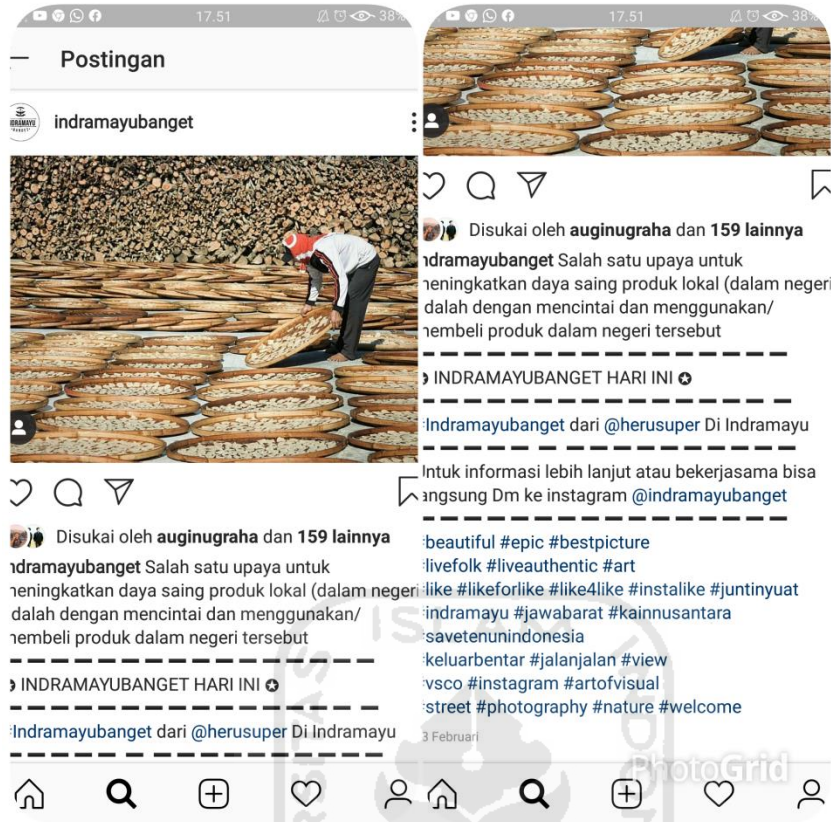 17.51
38%
Postingan
indramayubanget
Disukai oleh auginugraha dan 159 lainnya
ndramayubanget Salah satu upaya untuk
neningkatkan daya saing produk lokal (dalam negeri
dalah dengan mencintai dan menggunakan/
nembeli produk dalam negeri tersebut
INDRAMAYUBANGET HARI INI
#Indramayubanget dari @herusuper Di Indramayu
17.51
38%
Disukai oleh auginugraha dan 159 lainnya
ndramayubanget Salah satu upaya untuk
neningkatkan daya saing produk lokal (dalam negeri
dalah dengan mencintai dan menggunakan/
nembeli produk dalam negeri tersebut
INDRAMAYUBANGET HARI INI
#Indramayubanget dari @herusuper Di Indramayu
Untuk informasi lebih lanjut atau bekerjasama bisa
angsung Dm ke instagram @indramayubanget
#beautiful #epic #bestpicture
#livefolk #liveauthentic #art
#like #likeforlike #like4like #instalike #juntinyuat
#indramayu #jawabarat #kainnusantara
#savetenunindonesia
#keluarbentar #jalanjalan #view
#vsco #instagram #artofvisual
#street #photography #nature #welcome
3 Februari
PhotoGrid
ISLAM